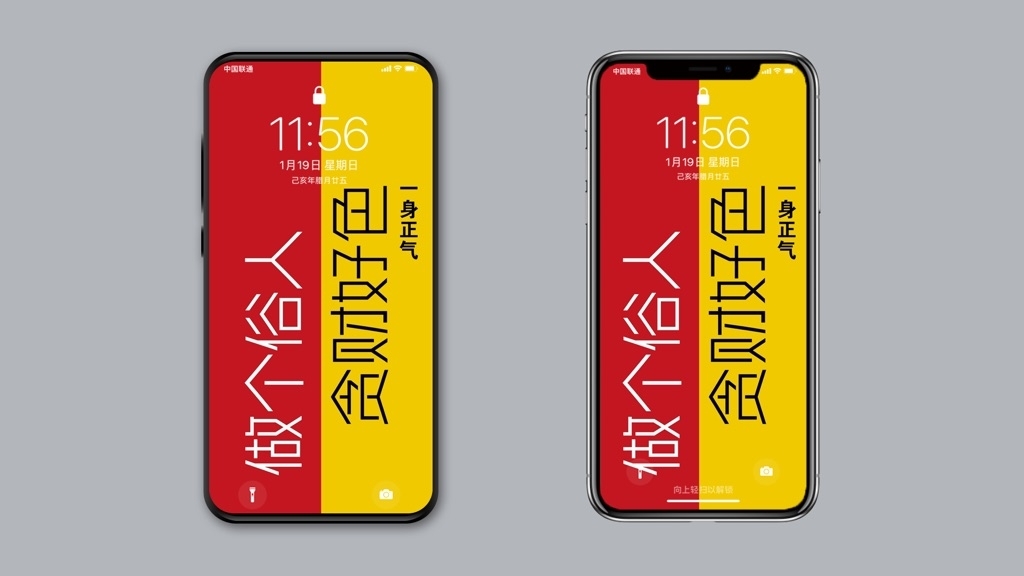 中国联通
11:56
1月19日 星期日
己亥年腊月廿五
做个俗人
贪财好色
一身正气
中国联通
11:56
1月19日 星期日
己亥年腊月廿五
做个俗人
贪财好色
一身正气
向上轻扫以解锁